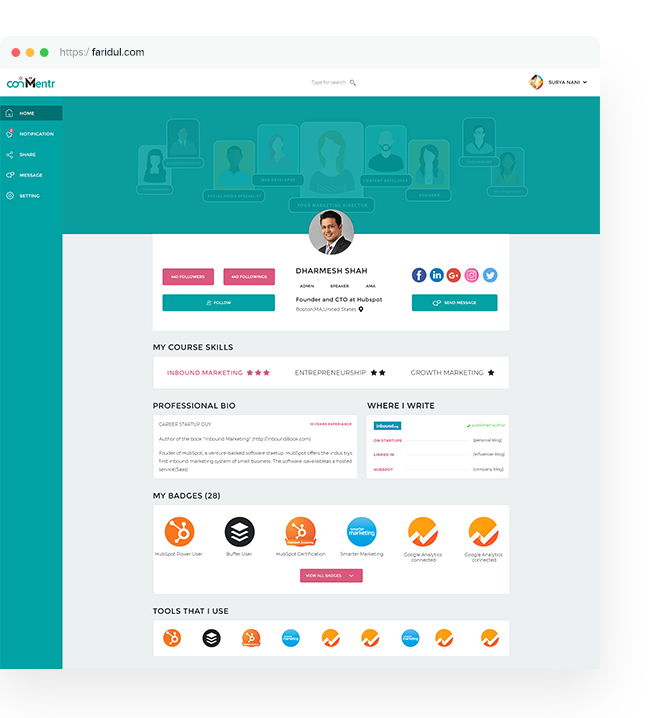 https:/ faridul.com
conMentr
Type for search
SURYA NANI
HOME
NOTIFICATION
SHARE
MESSAGE
SETTING
WEB DEVELOPER
CONTENT DEVELOPER
SOCIAL MEDIA SPECIALIST
DESIGNER
YOUR MARKETING DIRECTOR
DHARMESH SHAH
440 FOLLOWERS
440 FOLLOWINGS
ADMIN SPEAKER AMA
FOLLOW
Founder and CTO at Hubspot
Boston,MA,United States
SEND MESSAGE
MY COURSE SKILLS
INBOUND MARKETING
ENTREPRENEURSHIP
GROWTH MARKETING
PROFESSIONAL BIO
CAREER STARTUP GUY
10 YEARS EXPERIANCE
Author of the book "Inbound Marketing" (http://InboundBook.com)
Fouder of HubSpot, a venture-backed software staetup. HubSpot offers the indus trys
first inbound marketing system of small business. The software isavailableas a hosted
service(Saas)
WHERE I WRITE
inbound.org
published author
ON STARTUPS (personal blog)
LINKED IN (influencer blog)
HUBSPOT (company blog)
MY BADGES (28)
HubSpot Power User
Buffer User
HubSpot Certification
smarter
marketing
Smarter Marketing
Google Analytics
connected
Google Analytics
connected
VIEW ALL BADGES
TOOLS THAT I USE